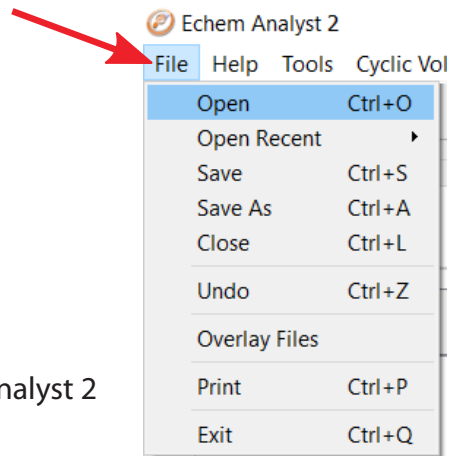 Echem Analyst 2
File Help Tools Cyclic Vol
Open Ctrl+O
Open Recent
Save Ctrl+S
Save As Ctrl+A
Close Ctrl+L
Undo Ctrl+Z
Overlay Files
nalyst 2
Print Ctrl+P
Exit Ctrl+Q